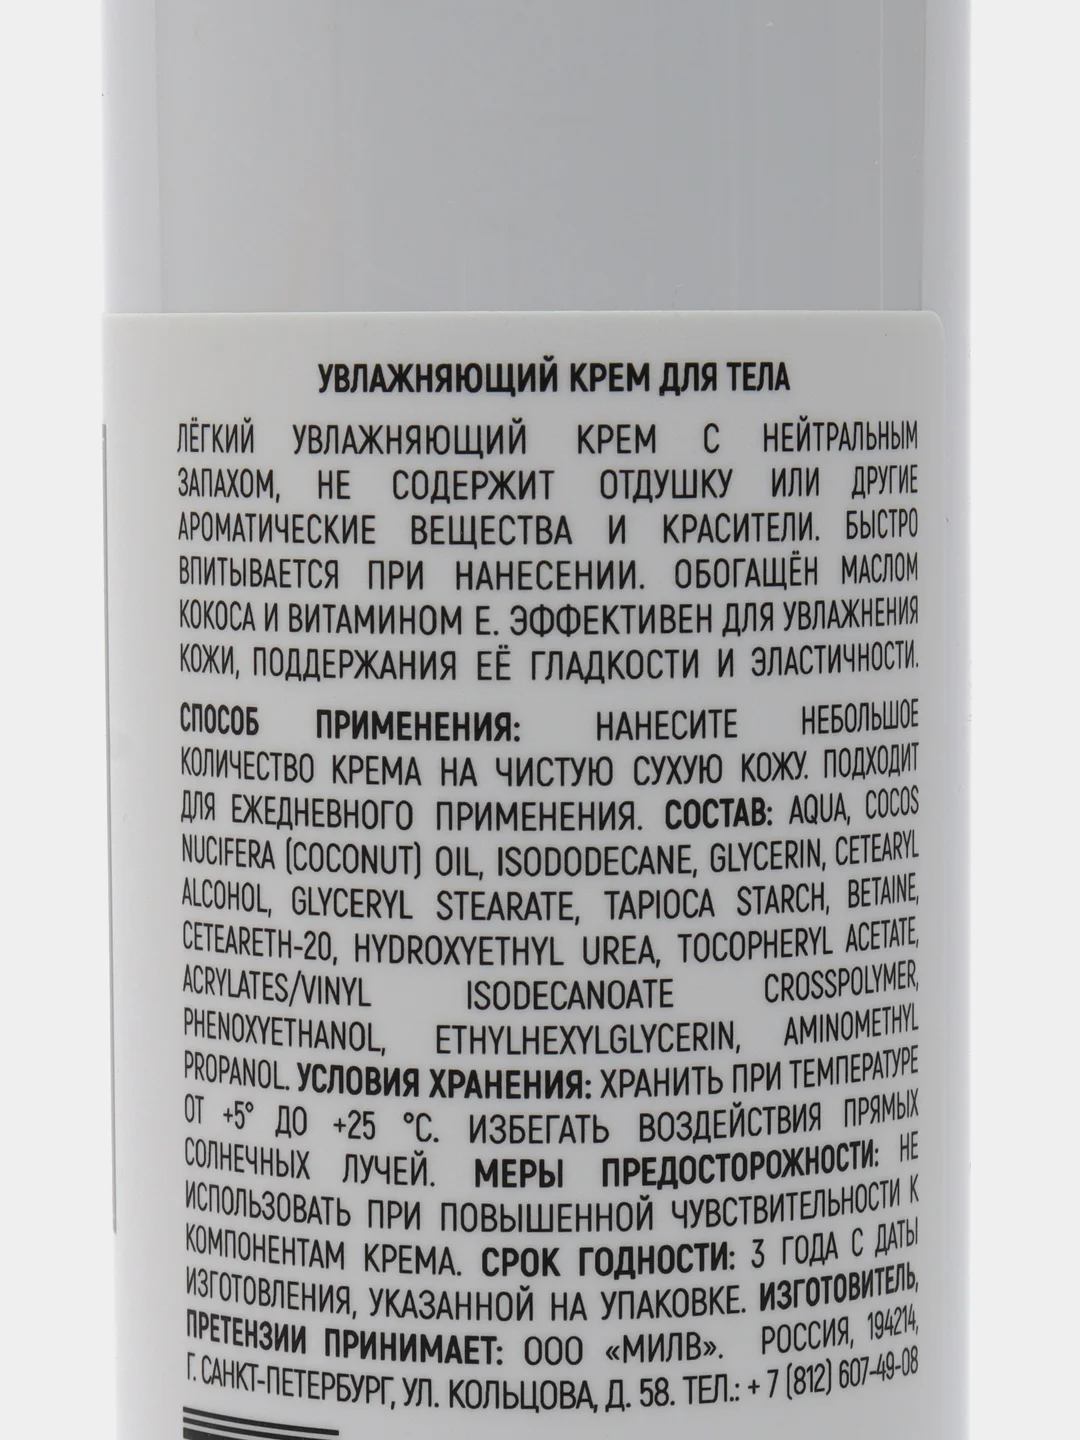 УВЛАЖНЯЮЩИЙ КРЕМ ДЛЯ ТЕЛА
ЛЁГКИЙ УВЛАЖНЯЮЩИЙ КРЕМ С НЕЙТРАЛЬНЫМ
ЗАПАХОМ, НЕ СОДЕРЖИТ ОТДУШКУ ИЛИ ДРУГИЕ
АРОМАТИЧЕСКИЕ ВЕЩЕСТВА И КРАСИТЕЛИ. БЫСТРО
ВПИТЫВАЕТСЯ ПРИ НАНЕСЕНИИ. ОБОГАЩЁН МАСЛОМ
КОКОСА И ВИТАМИНОМ Е. ЭФФЕКТИВЕН ДЛЯ УВЛАЖНЕНИЯ
КОЖИ, ПОДДЕРЖАНИЯ ЕЁ ГЛАДКОСТИ И ЭЛАСТИЧНОСТИ.
СПОСОБ ПРИМЕНЕНИЯ: НАНЕСИТЕ НЕБОЛЬШОЕ
КОЛИЧЕСТВО КРЕМА НА ЧИСТУЮ СУХУЮ КОЖУ. ПОДХОДИТ
ДЛЯ ЕЖЕДНЕВНОГО ПРИМЕНЕНИЯ. СОСТАВ: AQUA, COCOS
NUCIFERA (COCONUT) OIL, ISODODECANE, GLYCERIN, CETEARYL
ALCOHOL, GLYCERYL STEARATE, TAPIOCA STARCH, BETAINE,
CETEARETH-20, HYDROXYETHYL UREA, TOCOPHERYL ACETATE,
ACRYLATES/VINYL ISODECANOATE CROSSPOLYMER,
PHENOXYETHANOL, ETHYLHEXYLGLYCERIN, AMINOMETHYL
PROPANOL. УСЛОВИЯ ХРАНЕНИЯ: ХРАНИТЬ ПРИ ТЕМПЕРАТУРЕ
ОТ +5° ДО +25 °С. ИЗБЕГАТЬ ВОЗДЕЙСТВИЯ ПРЯМЫХ
СОЛНЕЧНЫХ ЛУЧЕЙ. МЕРЫ ПРЕДОСТОРОЖНОСТИ: НЕ
ИСПОЛЬЗОВАТЬ ПРИ ПОВЫШЕННОЙ ЧУВСТВИТЕЛЬНОСТИ К
КОМПОНЕНТАМ КРЕМА. СРОК ГОДНОСТИ: 3 ГОДА С ДАТЫ
ИЗГОТОВЛЕНИЯ, УКАЗАННОЙ НА УПАКОВКЕ. ИЗГОТОВИТЕЛЬ,
ПРЕТЕНЗИИ ПРИНИМАЕТ: ООО «МИЛВ». РОССИЯ, 194214,
Г. САНКТ-ПЕТЕРБУРГ, УЛ. КОЛЬЦОВА, Д. 58. ТЕЛ.: + 7 (812) 607-49-08